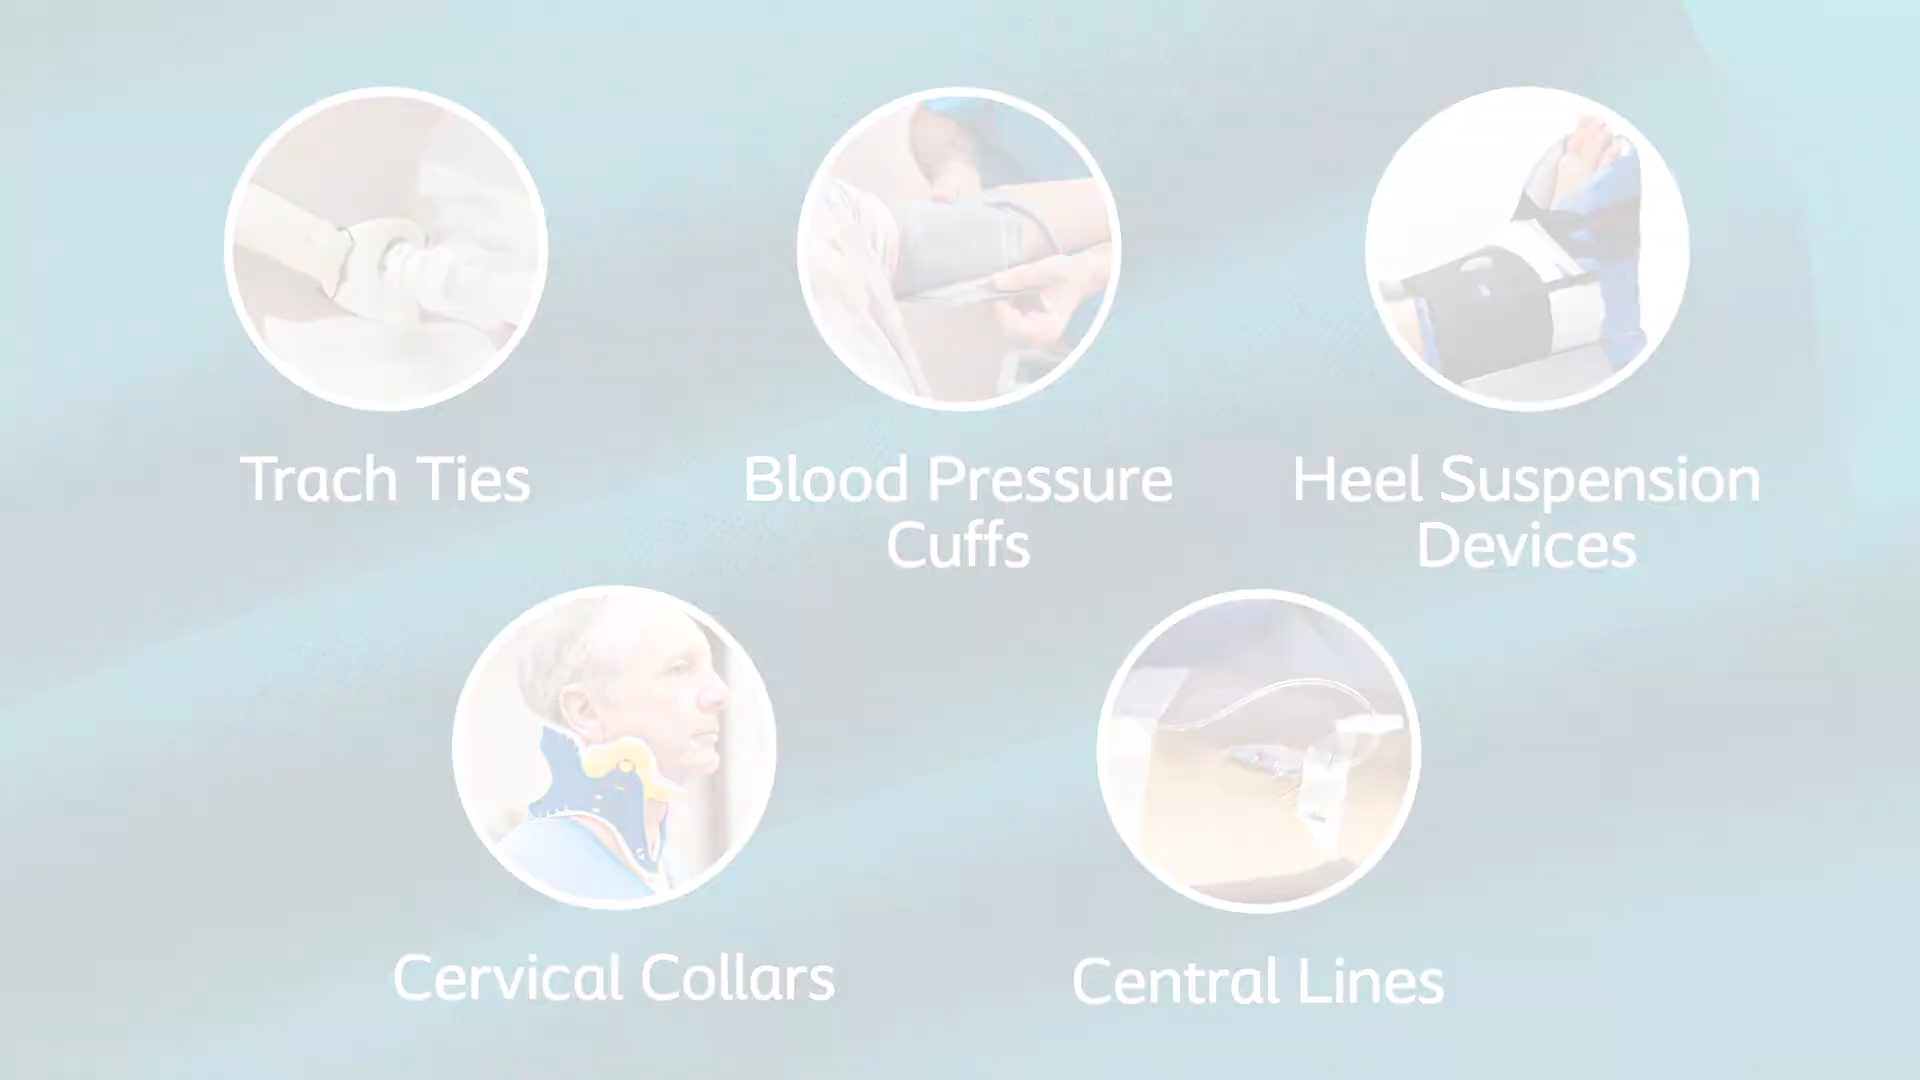 Trach Ties
Blood Pressure
Cuffs
Heel Suspension
Devices
Cervical Collars
Central Lines